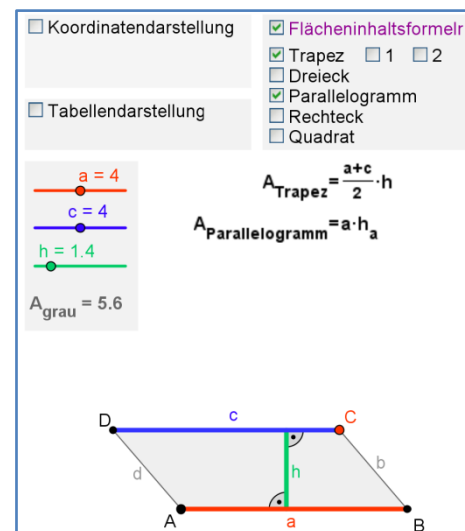 Koordinatendarstellung
Tabellendarstellung
Flächeninhaltsformelr
Trapez 1 2
Dreieck
Parallelogramm
Rechteck
Quadrat
a = 4
c = 4
h = 1.4
A_grau = 5.6
A_Trapez = (a+c)/2 · h
A_Parallelogramm = a·h_a
D c C
d h b
A a B